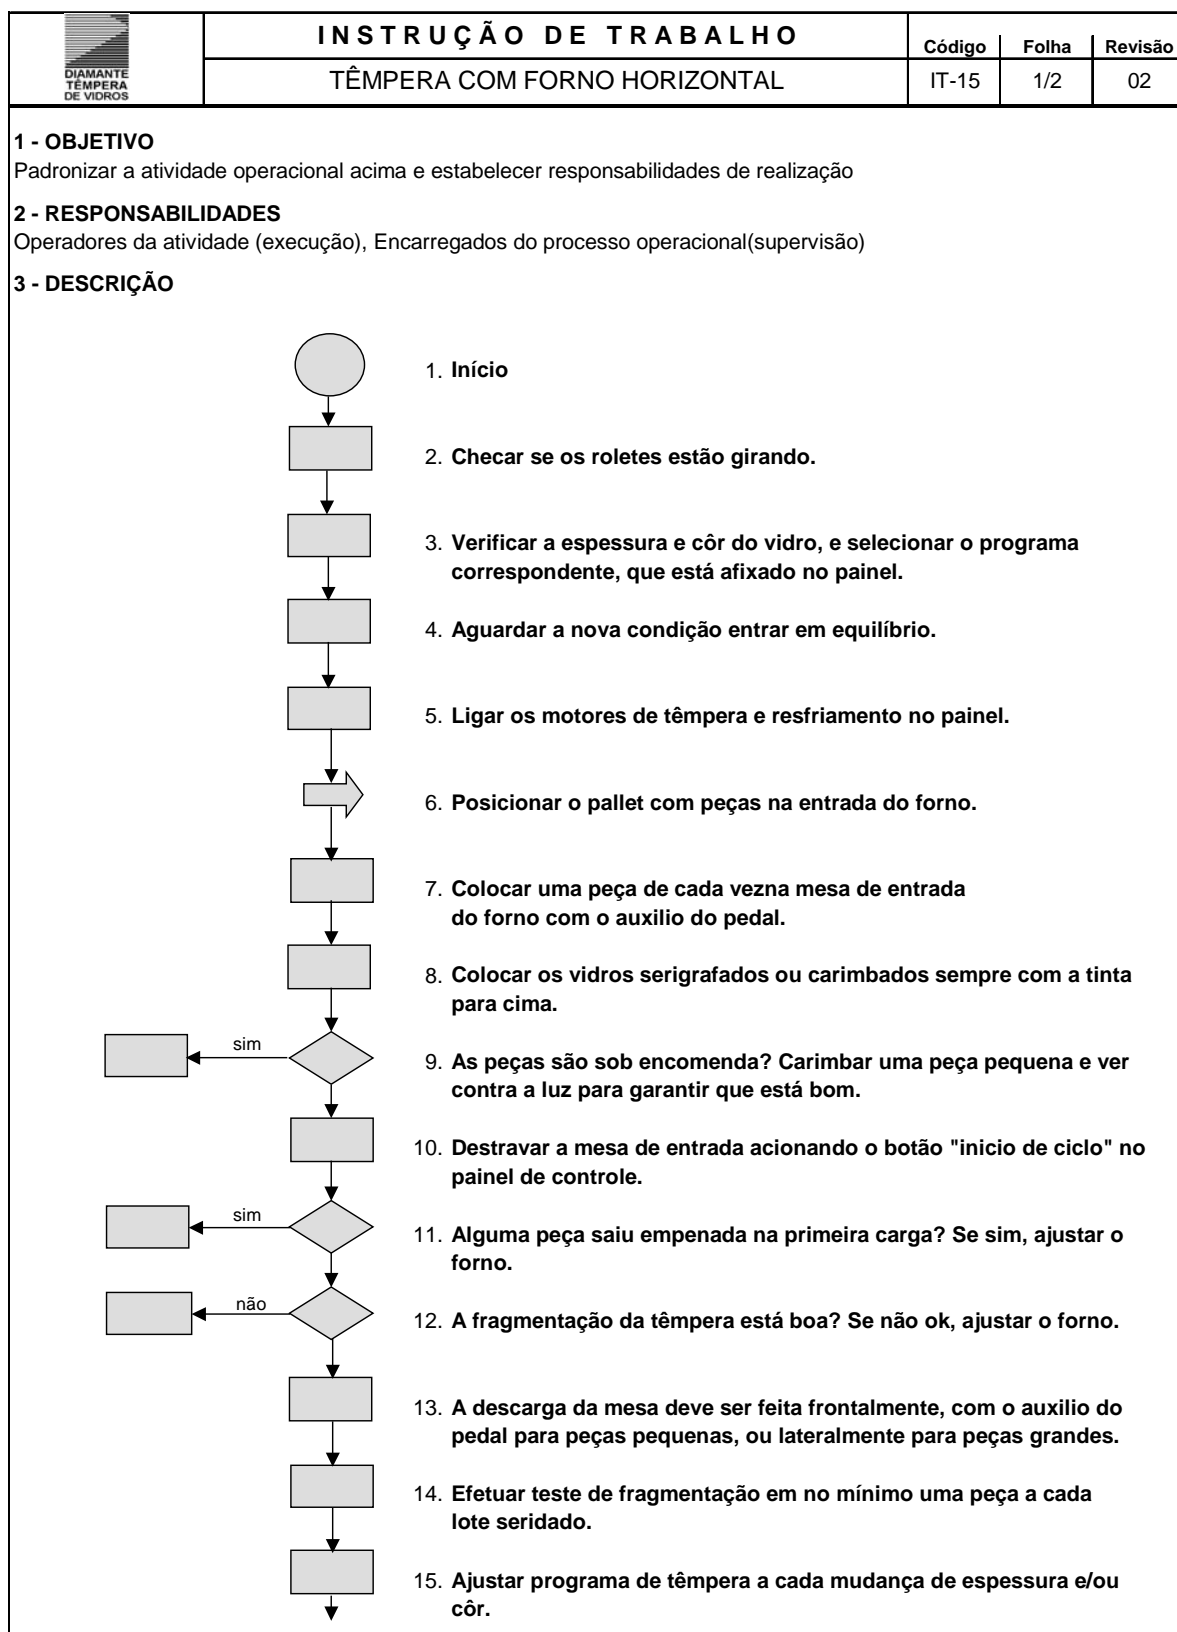 DIAMANTE
TÊMPERA
DE VIDROS
INSTRUÇÃO DE TRABALHO
TÊMPERA COM FORNO HORIZONTAL
Código Folha Revisão
IT-15 1/2 02
1 - OBJETIVO
Padronizar a atividade operacional acima e estabelecer responsabilidades de realização
2 - RESPONSABILIDADES
Operadores da atividade (execução), Encarregados do processo operacional(supervisão)
3 - DESCRIÇÃO
1. Início
2. Checar se os roletes estão girando.
3. Verificar a espessura e côr do vidro, e selecionar o programa
correspondente, que está afixado no painel.
4. Aguardar a nova condição entrar em equilíbrio.
5. Ligar os motores de têmpera e resfriamento no painel.
6. Posicionar o pallet com peças na entrada do forno.
7. Colocar uma peça de cada vezna mesa de entrada
do forno com o auxilio do pedal.
8. Colocar os vidros serigrafados ou carimbados sempre com a tinta
para cima.
sim
9. As peças são sob encomenda? Carimbar uma peça pequena e ver
contra a luz para garantir que está bom.
10. Destravar a mesa de entrada acionando o botão "inicio de ciclo" no
painel de controle.
sim
11. Alguma peça saiu empenada na primeira carga? Se sim, ajustar o
forno.
não
12. A fragmentação da têmpera está boa? Se não ok, ajustar o forno.
13. A descarga da mesa deve ser feita frontalmente, com o auxilio do
pedal para peças pequenas, ou lateralmente para peças grandes.
14. Efetuar teste de fragmentação em no mínimo uma peça a cada
lote seridado.
15. Ajustar programa de têmpera a cada mudança de espessura e/ou
côr.